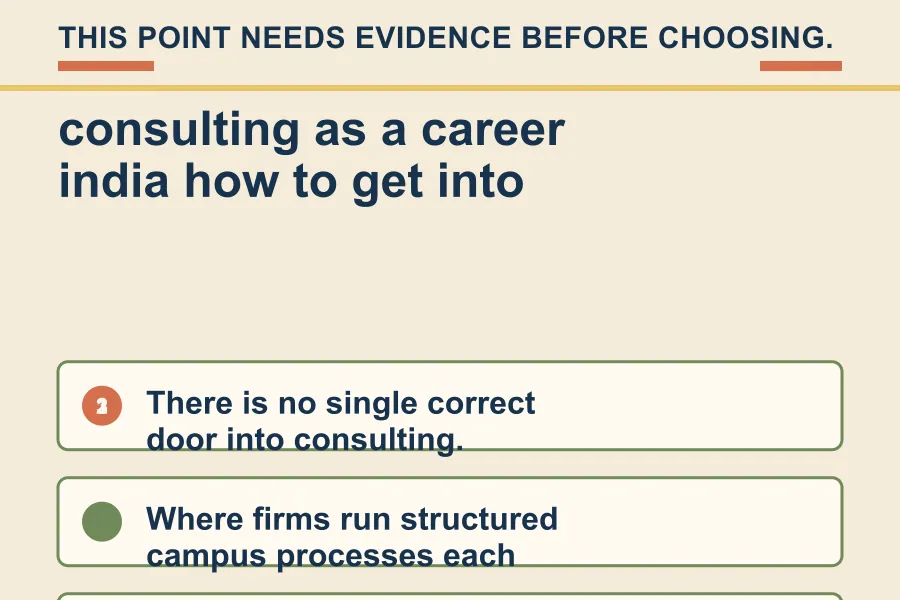 THIS POINT NEEDS EVIDENCE BEFORE CHOOSING.
consulting as a career
india how to get into
There is no single correct
door into consulting.
Where firms run structured
campus processes each